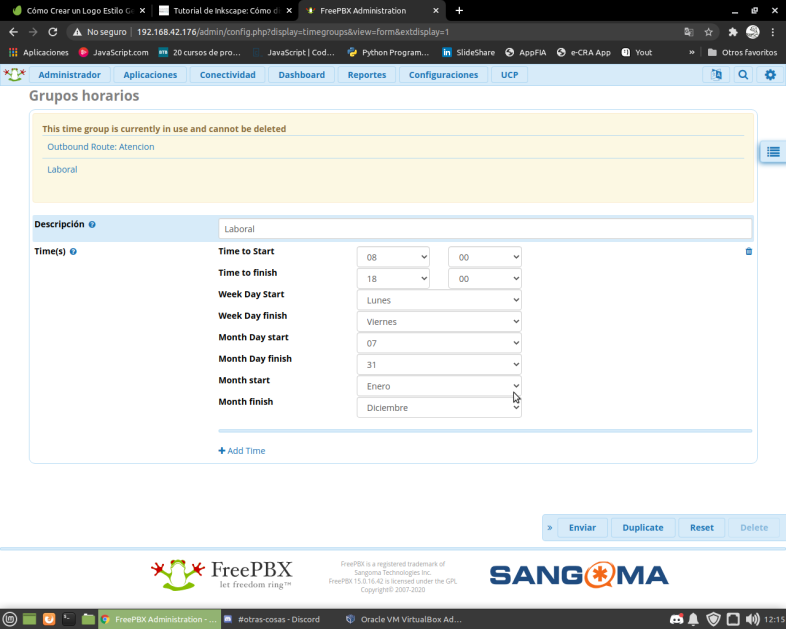 Cómo Crear un Logo Estilo G
Tutorial de Inkscape: Cómo d
FreePBX Administration
No seguro
192.168.42.176/admin/config.php?display=timegroups&view=form&extdisplay=1
Aplicaciones
JavaScript.com
20 cursos de pro...
JavaScript | Cod...
Python Program...
SlideShare
AppFIA
e-CRA App
Yout
»
Otros favoritos
Administrador
Aplicaciones
Conectividad
Dashboard
Reportes
Configuraciones
UCP
Grupos horarios
This time group is currently in use and cannot be deleted
Outbound Route: Atencion
Laboral
Descripción
Laboral
Time(s)
Time to Start
08
00
Time to finish
18
00
Week Day Start
Lunes
Week Day finish
Viernes
Month Day start
07
Month Day finish
31
Month start
Enero
Month finish
Diciembre
+ Add Time
»
Enviar
Duplicate
Reset
Delete
FreePBX
let freedom ring™
FreePBX is a registered trademark of
Sangoma Technologies Inc.
FreePBX 15.0.16.42 is licensed under the GPL
Copyright© 2007-2020
SANGOMA
FreePBX Administration - ...
#otras-cosas - Discord
Oracle VM VirtualBox Ad...
12:15